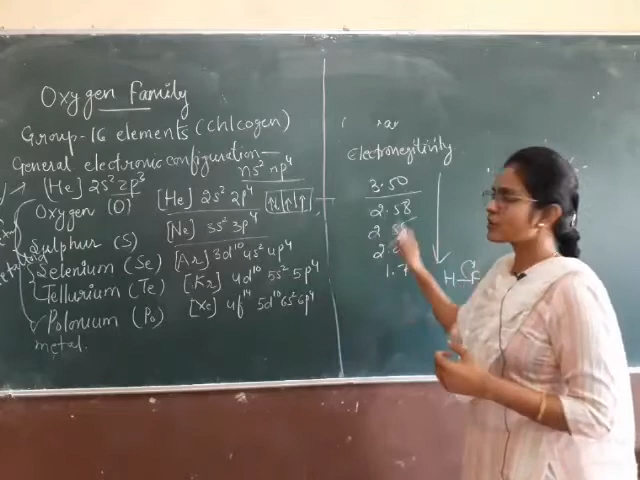 Oxygen Family
Group-16 elements (chlcogen)
General electronic configuration— ns² np⁴
[He] 2s² 2p³
Oxygen (O) [He] 2s² 2p⁴
Sulphur (S) [Ne] 3s² 3p⁴
Selenium (Se) [Ar] 3d¹⁰ 4s² 4p⁴
Tellurium (Te) [Kr] 4d¹⁰ 5s² 5p⁴
Polonium (Po) [Xe] 4f¹⁴ 5d¹⁰ 6s² 6p⁴
metal.
Electronegitivity
3.50
2.58
H